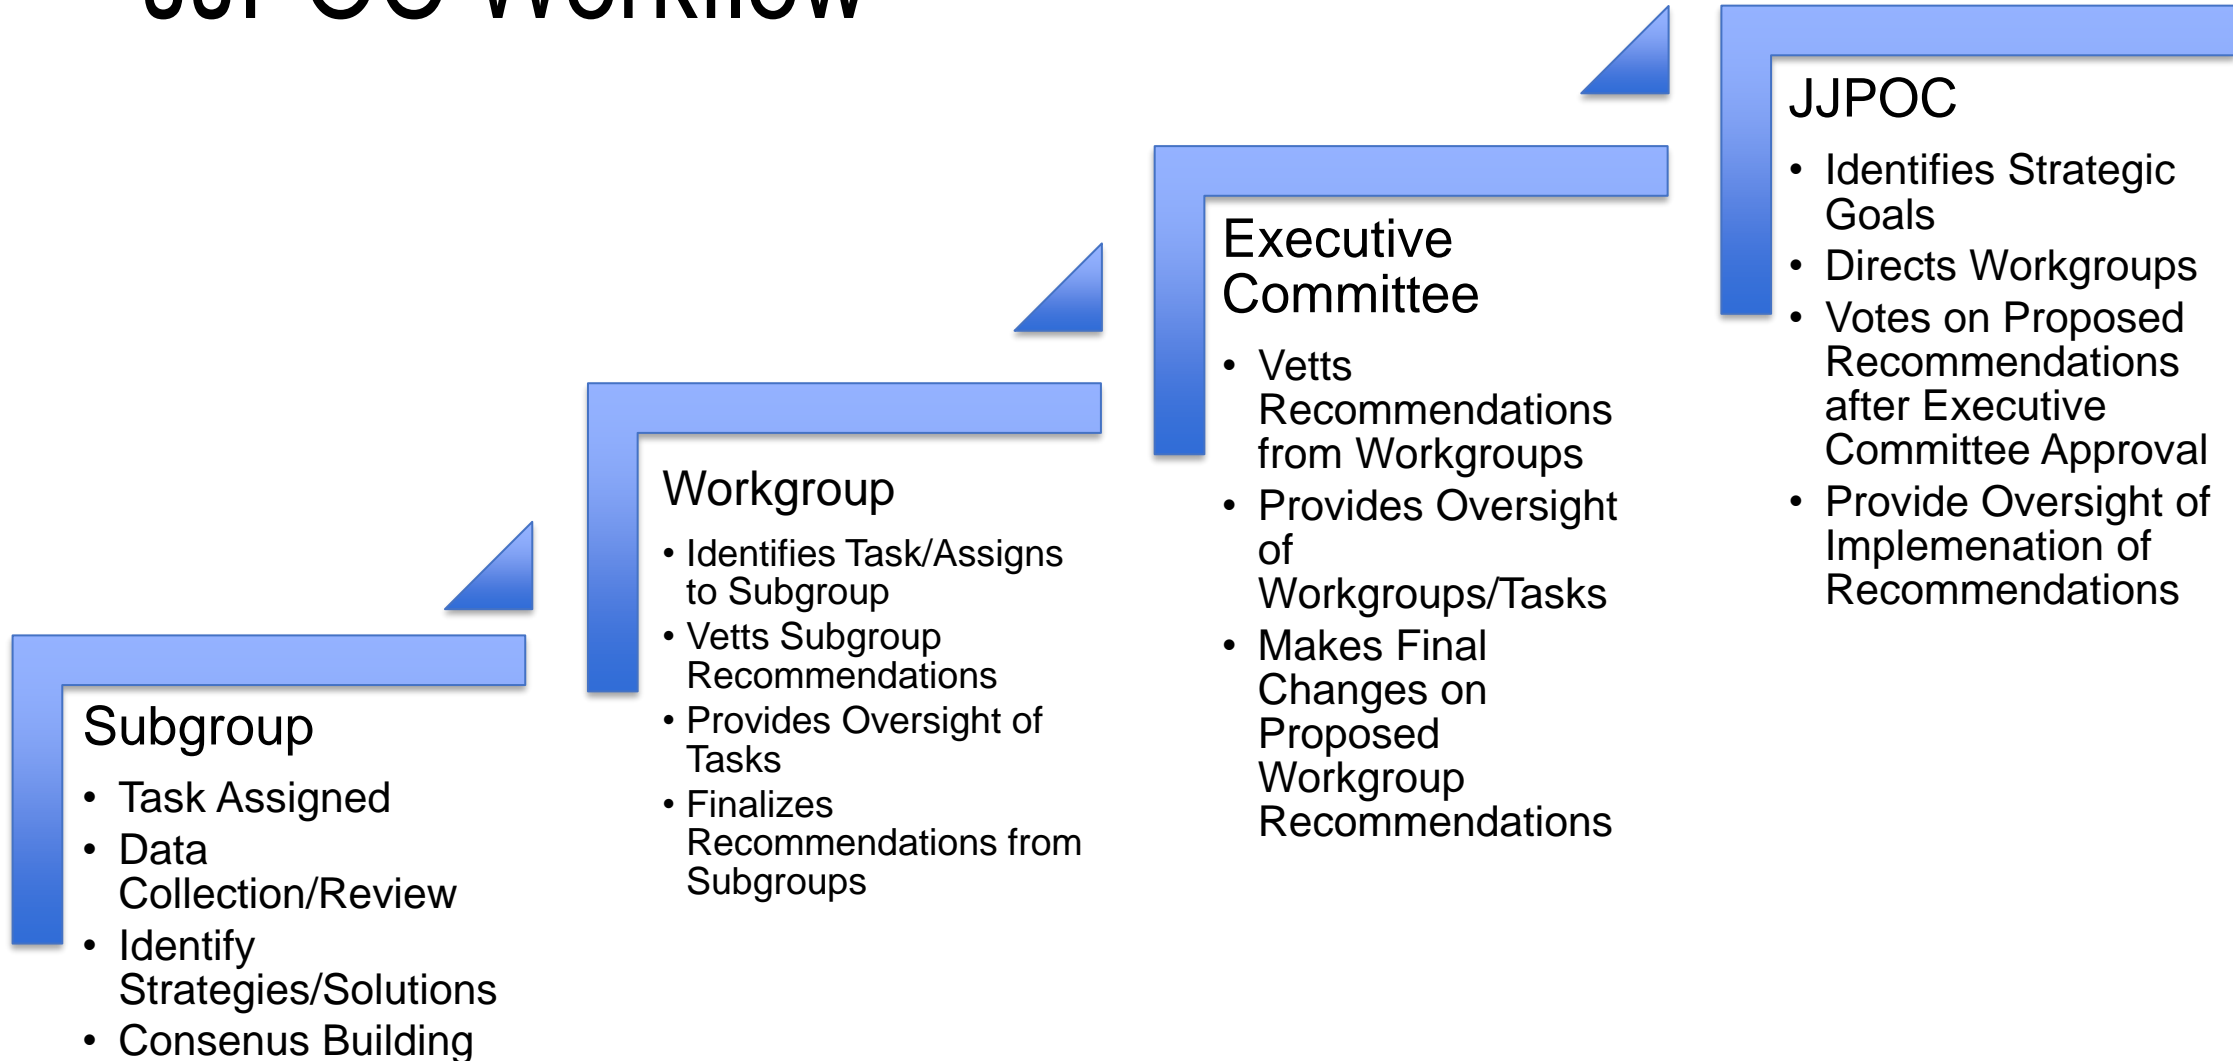 JJPOC Workflow
Subgroup
• Task Assigned
• Data
Collection/Review
• Identify
Strategies/Solutions
• Consenus Building
Workgroup
• Identifies Task/Assigns
to Subgroup
• Vetts Subgroup
Recommendations
• Provides Oversight of
Tasks
• Finalizes
Recommendations from
Subgroups
Executive
Committee
• Vetts
Recommendations
from Workgroups
• Provides Oversight
of
Workgroups/Tasks
• Makes Final
Changes on
Proposed
Workgroup
Recommendations
JJPOC
• Identifies Strategic
Goals
• Directs Workgroups
• Votes on Proposed
Recommendations
after Executive
Committee Approval
• Provide Oversight of
Implemenation of
Recommendations